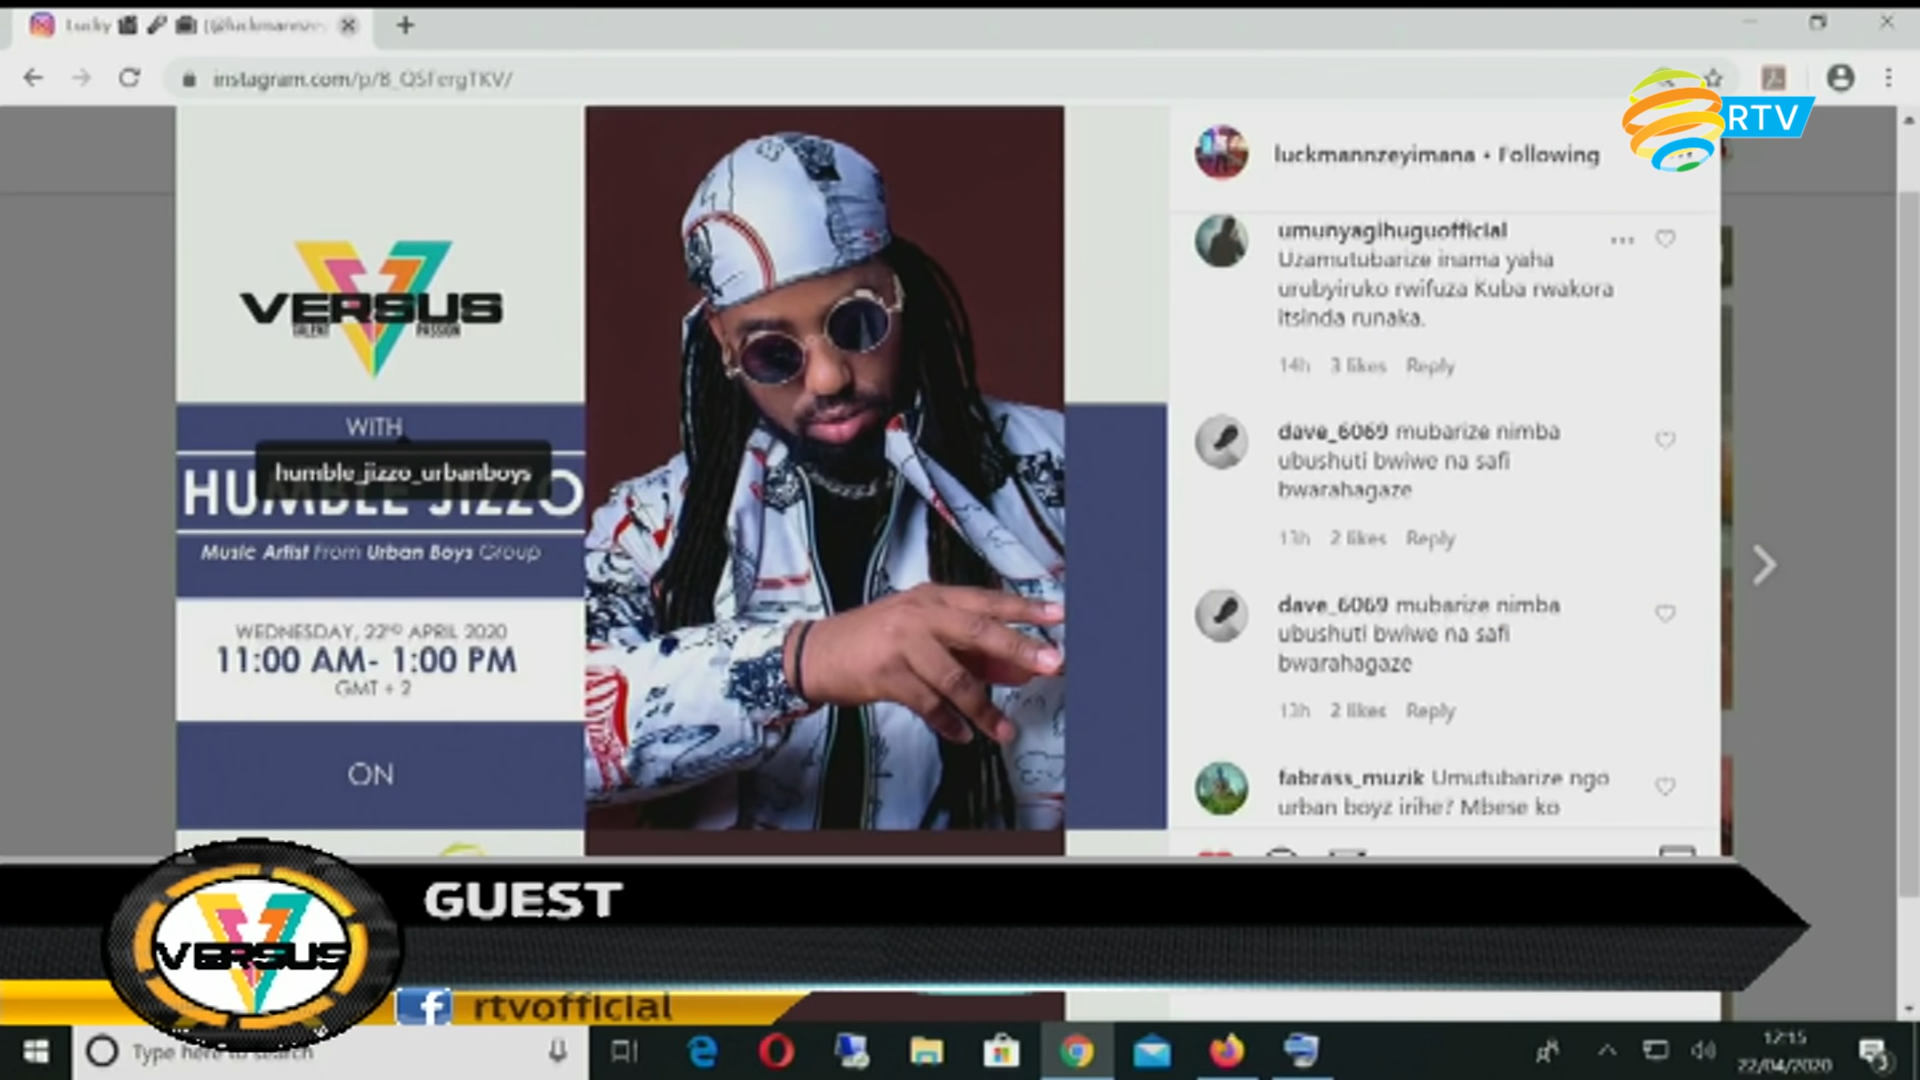 Lucky
instagram.com/p/8_QSFergTKV/
RTV
luckmannzeyimana • Following
umunyagihuguofficial
Uzamutubarize inama yaha
urubyiruko rwifuza Kuba rwakora
Itsinda runaka.
14h 3 likes Reply
dave_6069 mubarize nimba
ubushuti bwiwe na safi
bwarahagaze
13h 2 likes Reply
dave_6069 mubarize nimba
ubushuti bwiwe na safi
bwarahagaze
13h 2 likes Reply
fabrass_muzik Umutubarize ngo
urban boyz irihe? Mbese ko
VERSUS
TALENT PASSION
WITH
humble_jizzo_urbanboys
HUMBLE JIZZO
Music Artist from Urban Boys Group
WEDNESDAY, 22ND APRIL 2020
11:00 AM- 1:00 PM
GMT + 2
ON
GUEST
VERSUS
rtvofficial
Type here to search
12:15
22/04/2020
3